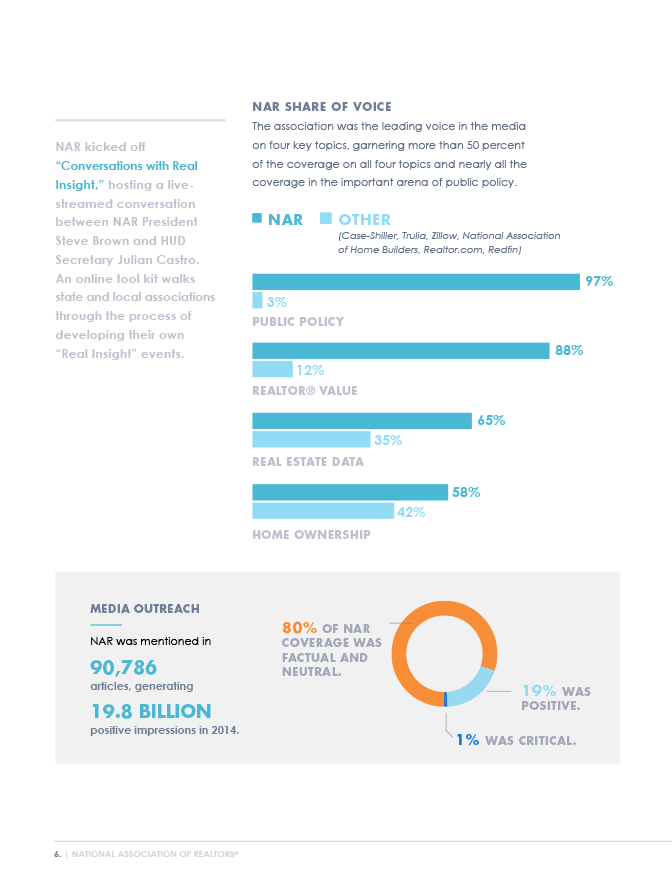 NAR kicked off
“Conversations with Real
Insight,” hosting a live-
streamed conversation
between NAR President
Steve Brown and HUD
Secretary Julian Castro.
An online tool kit walks
state and local associations
through the process of
developing their own
“Real Insight” events.
NAR SHARE OF VOICE
The association was the leading voice in the media
on four key topics, garnering more than 50 percent
of the coverage on all four topics and nearly all the
coverage in the important arena of public policy.
NAR OTHER
(Case-Shiller, Trulia, Zillow, National Association
of Home Builders, Realtor.com, Redfin)
97%
3%
PUBLIC POLICY
88%
12%
REALTOR® VALUE
65%
35%
REAL ESTATE DATA
58%
42%
HOME OWNERSHIP
MEDIA OUTREACH
NAR was mentioned in
90,786
articles, generating
19.8 BILLION
positive impressions in 2014.
80% OF NAR
COVERAGE WAS
FACTUAL AND
NEUTRAL.
19% WAS
POSITIVE.
1% WAS CRITICAL.
6. | NATIONAL ASSOCIATION OF REALTORS®